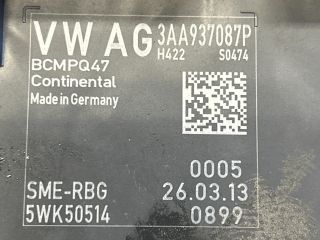 VW AG 3AA937087P
BCMPQ47 H422 S0474
Continental
Made in Germany
0005
SME-RBG 26.03.13
5WK50514 0899